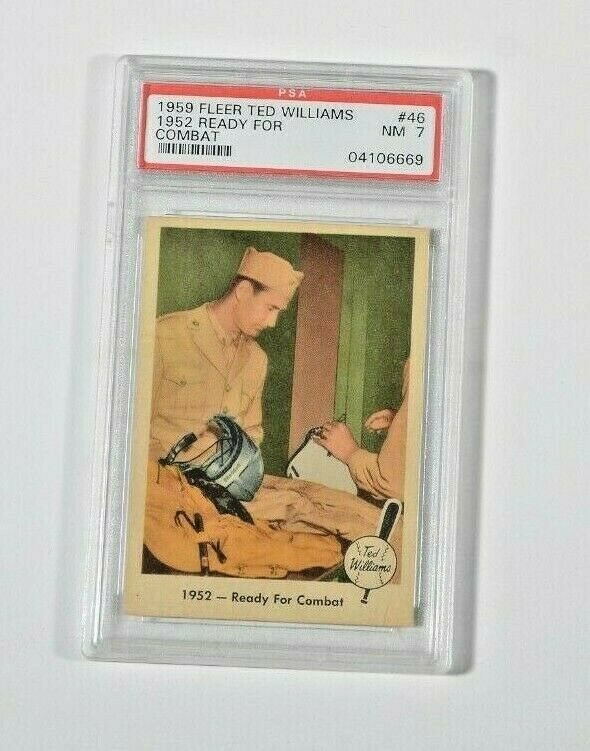 PSA
1959 FLEER TED WILLIAMS #46
1952 READY FOR NM 7
COMBAT
04106669
Ted
Williams
1952 — Ready For Combat